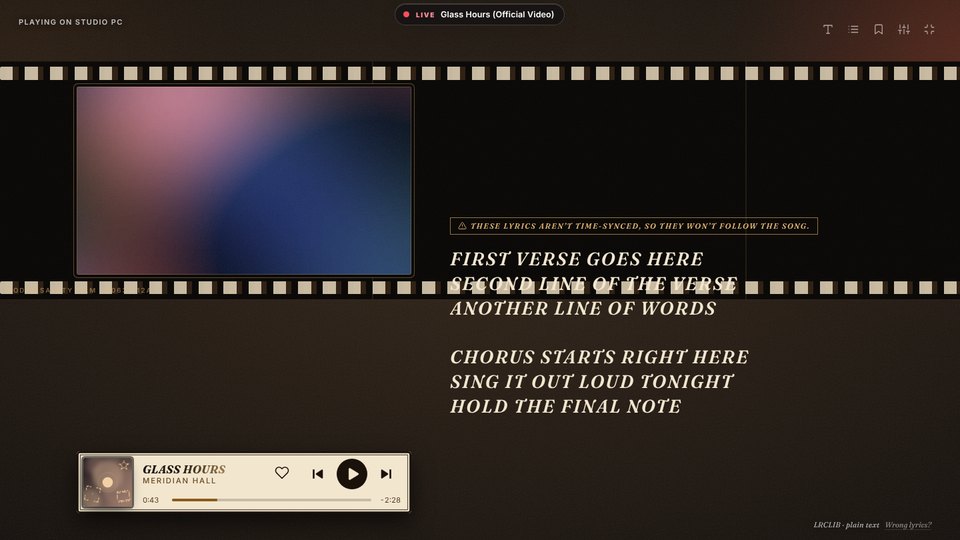 PLAYING ON STUDIO PC
LIVE Glass Hours (Official Video)
THESE LYRICS AREN'T TIME-SYNCED, SO THEY WON'T FOLLOW THE SONG.
FIRST VERSE GOES HERE
SECOND LINE OF THE VERSE
ANOTHER LINE OF WORDS
CHORUS STARTS RIGHT HERE
SING IT OUT LOUD TONIGHT
HOLD THE FINAL NOTE
GLASS HOURS
MERIDIAN HALL
0:43
-2:28
LRCLIB · plain text Wrong lyrics?